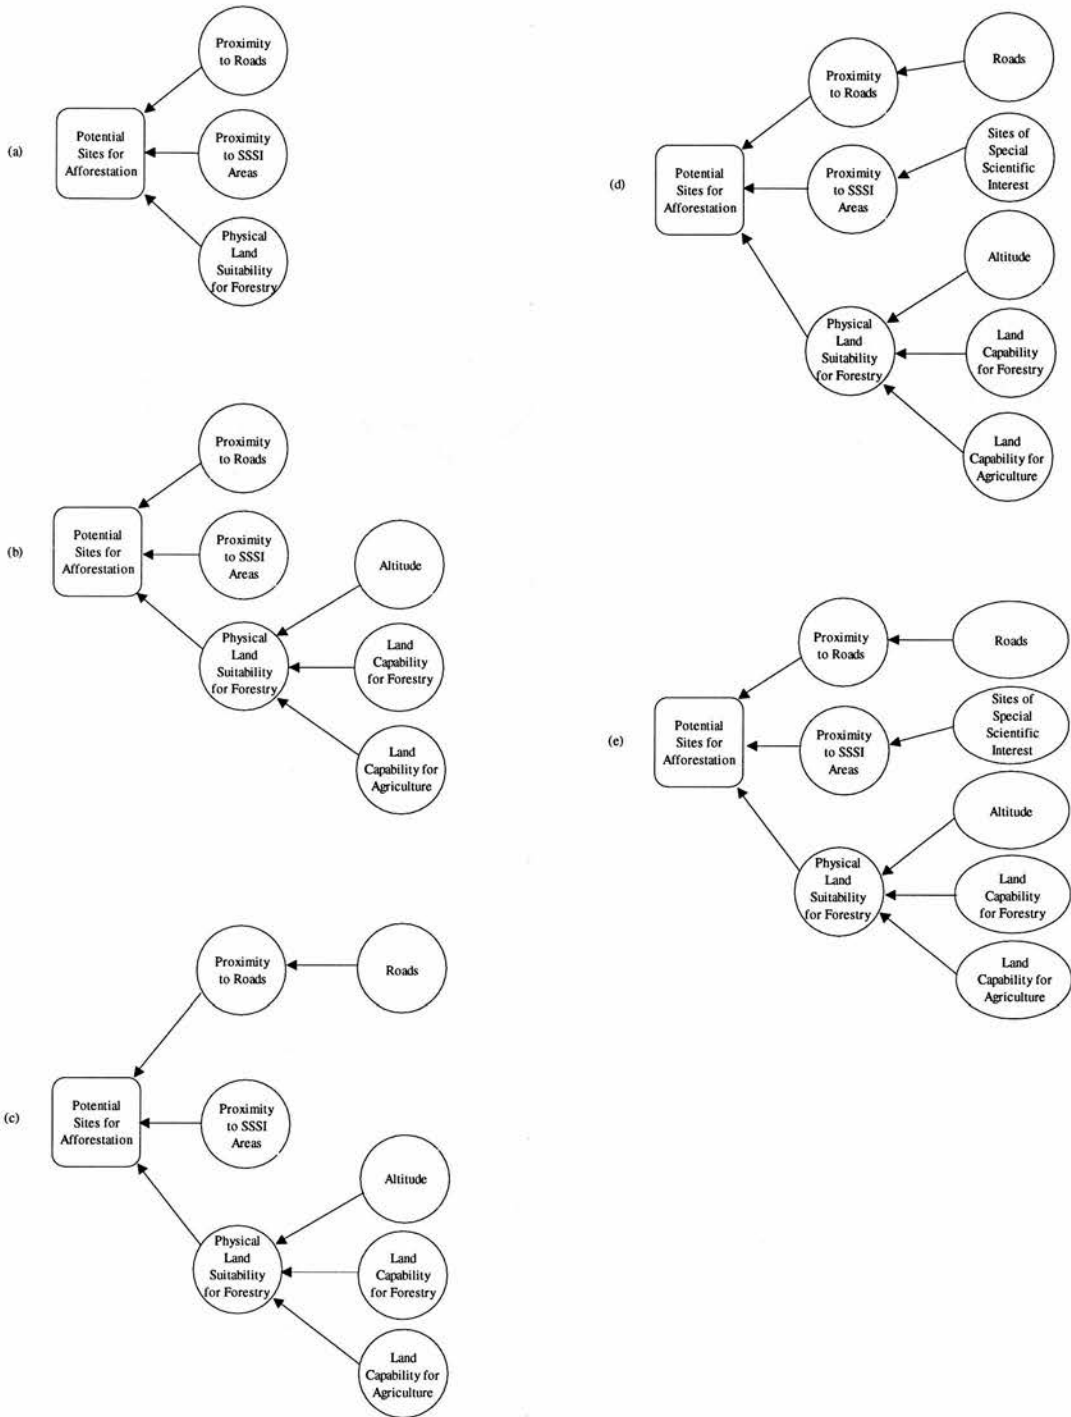 (a)
Potential
Sites for
Afforestation
Proximity
to Roads
Proximity
to SSSI
Areas
Physical
Land
Suitability
for Forestry
(b)
Potential
Sites for
Afforestation
Proximity
to Roads
Proximity
to SSSI
Areas
Physical
Land
Suitability
for Forestry
Altitude
Land
Capability
for Forestry
Land
Capability for
Agriculture
(c)
Potential
Sites for
Afforestation
Proximity
to Roads
Roads
Proximity
to SSSI
Areas
Physical
Land
Suitability
for Forestry
Altitude
Land
Capability
for Forestry
Land
Capability for
Agriculture
(d)
Potential
Sites for
Afforestation
Proximity
to Roads
Roads
Proximity
to SSSI
Areas
Sites of
Special
Scientific
Interest
Physical
Land
Suitability
for Forestry
Altitude
Land
Capability
for Forestry
Land
Capability for
Agriculture
(e)
Potential
Sites for
Afforestation
Proximity
to Roads
Roads
Proximity
to SSSI
Areas
Sites of
Special
Scientific
Interest
Physical
Land
Suitability
for Forestry
Altitude
Land
Capability
for Forestry
Land
Capability for
Agriculture